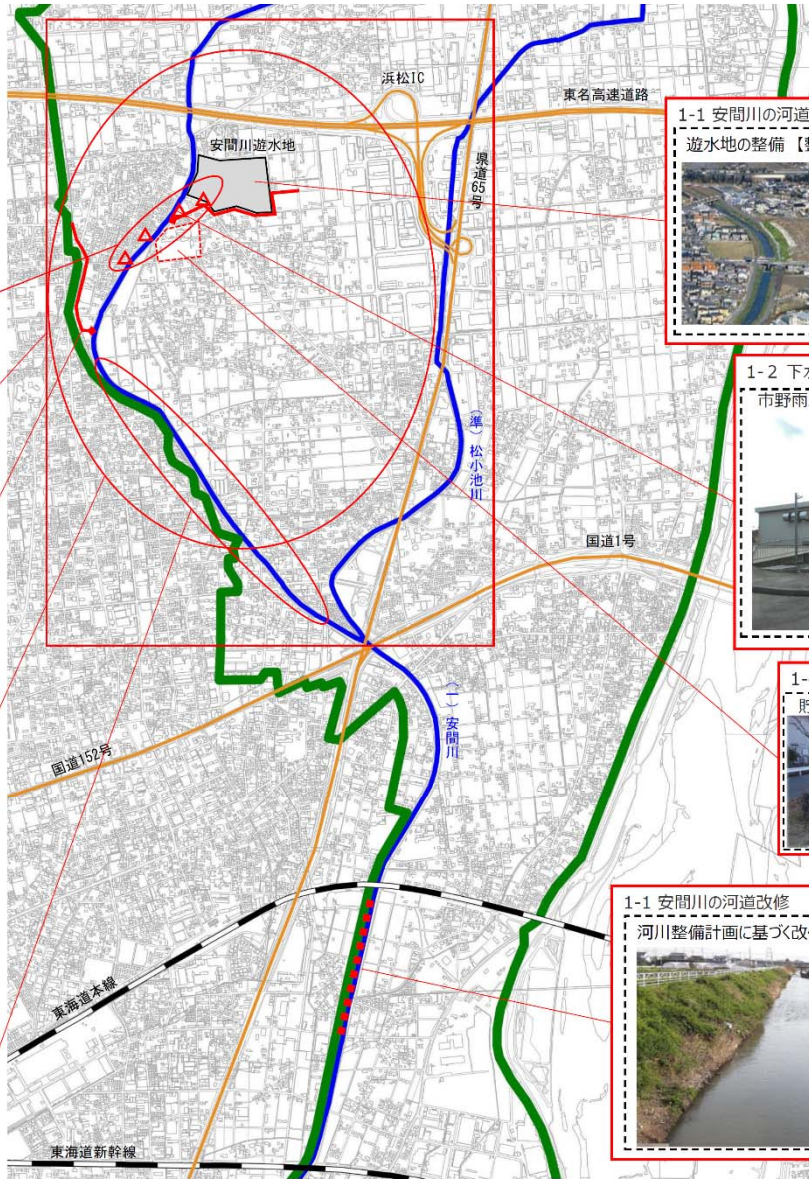 浜松IC
東名高速道路
安間川遊水地
県道65号
1-1 安間川の河道
遊水地の整備 【整
1-2 下水
市野雨
(準) 松小池川
国道1号
1-
貯
(一) 安間川
国道152号
1-1 安間川の河道改修
河川整備計画に基づく改修
東海道本線
東海道新幹線